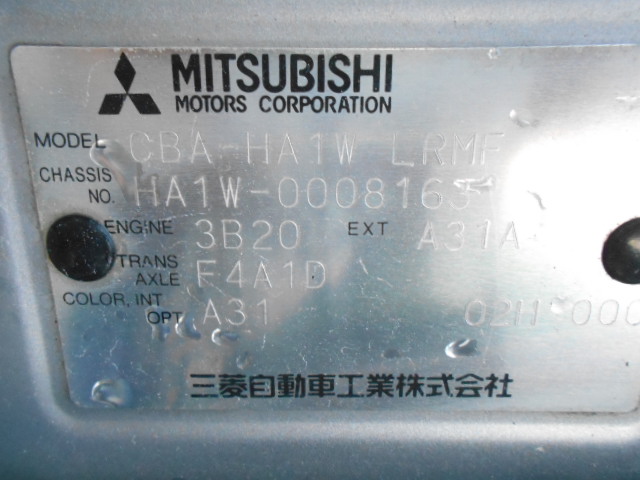 MITSUBISHI
MOTORS CORPORATION
MODEL CBA-HA1W LRMF
CHASSIS NO. HA1W-0008163
ENGINE 3B20 EXT A31A
TRANS AXLE F4A1D
COLOR, INT OPT A31
三菱自動車工業株式会社